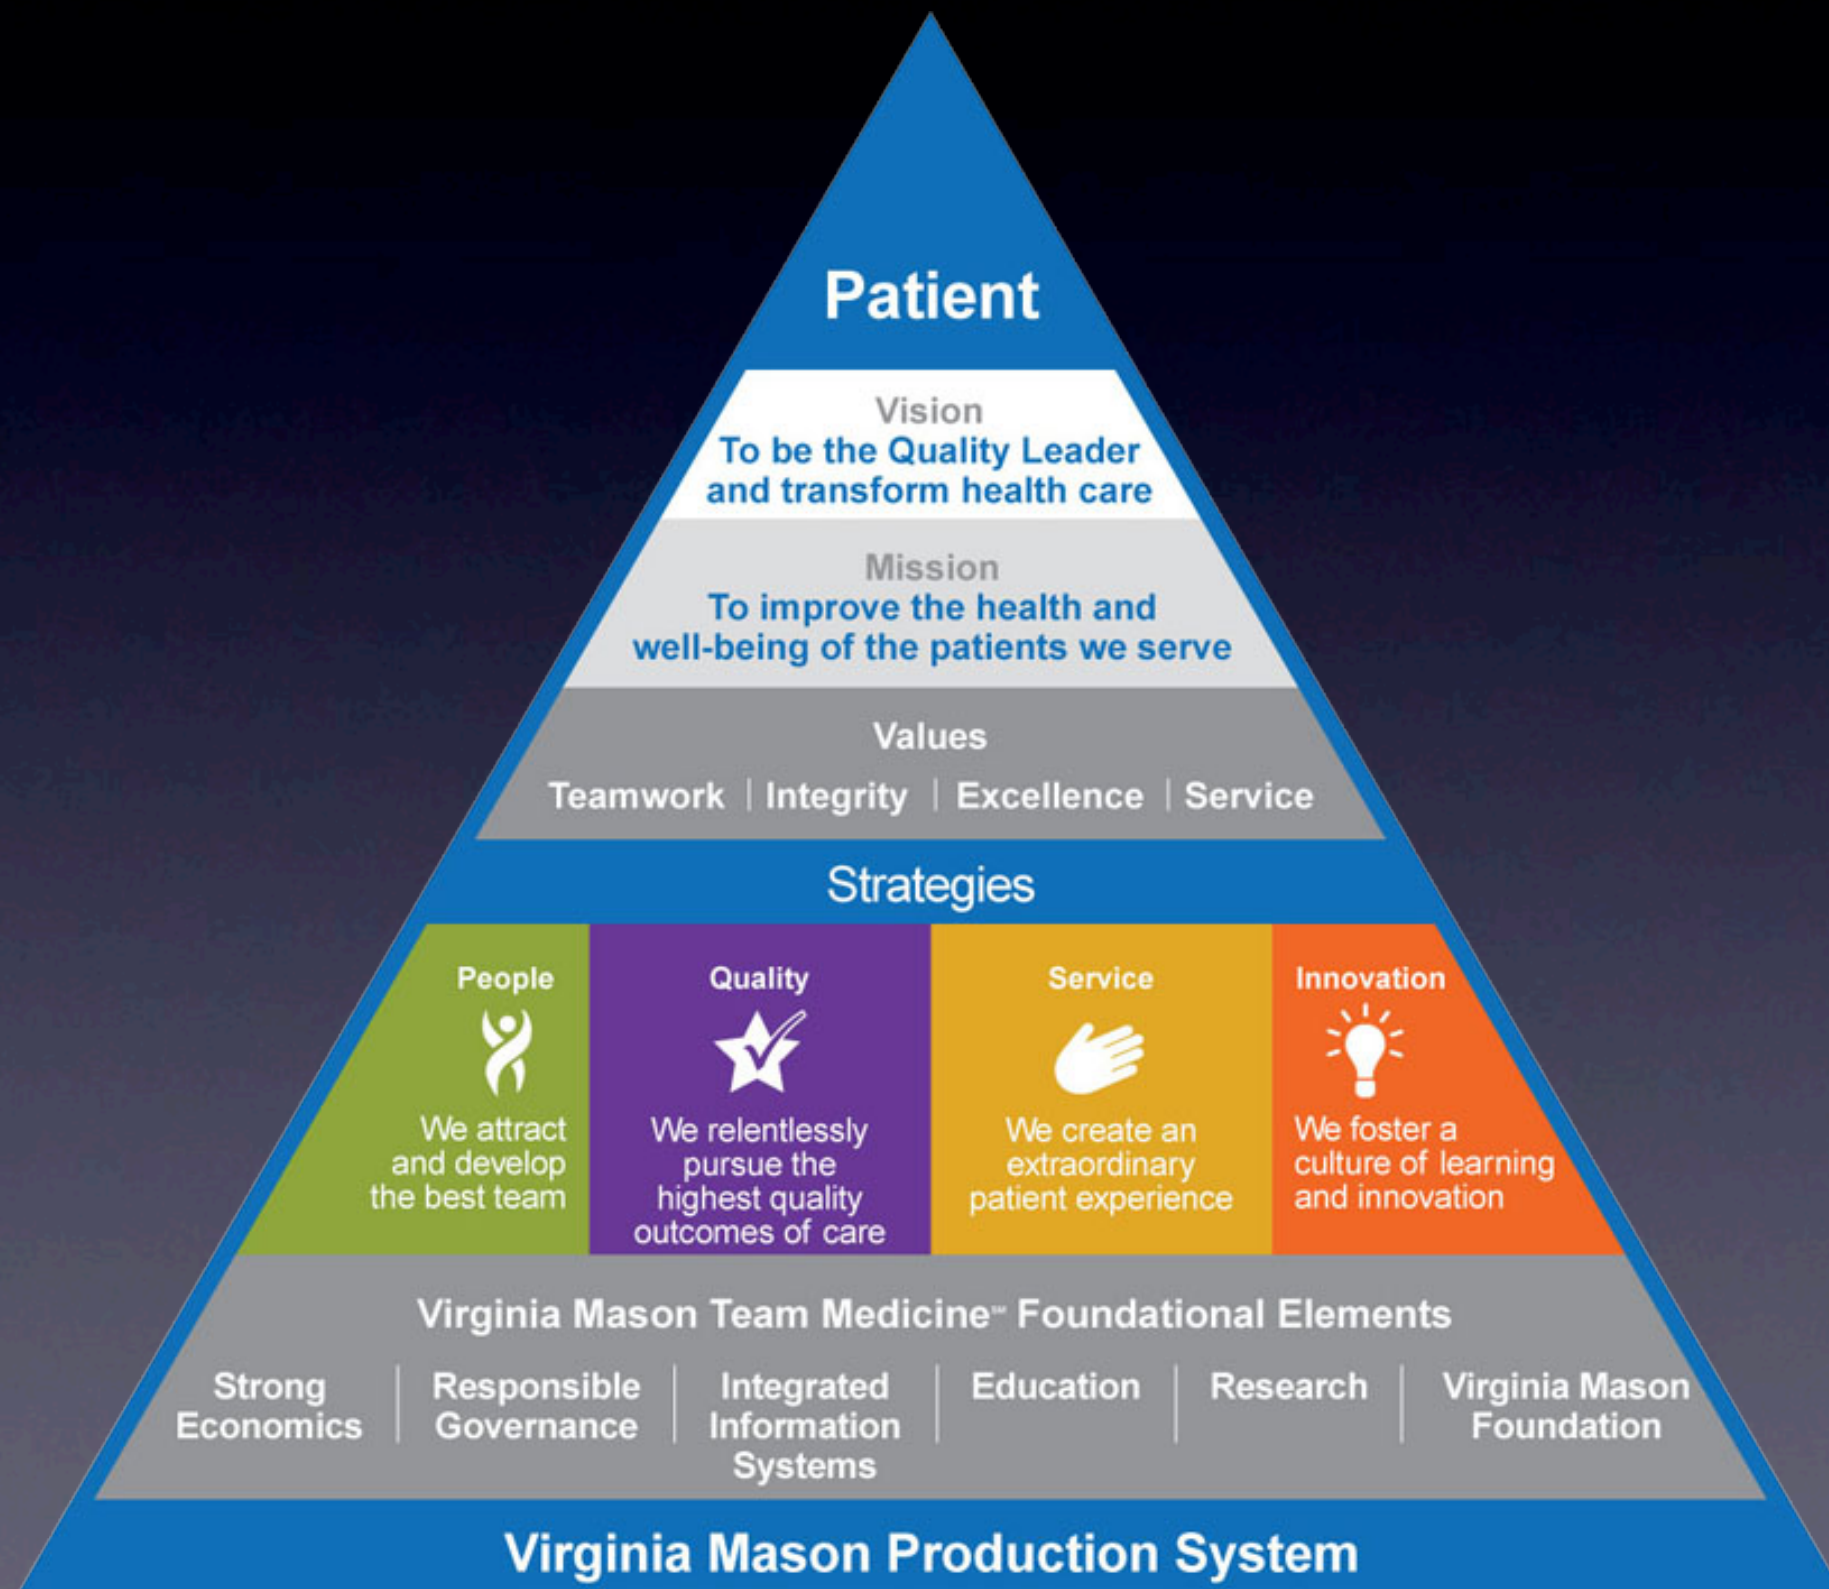 Patient
Vision
To be the Quality Leader
and transform health care
Mission
To improve the health and
well-being of the patients we serve
Values
Teamwork | Integrity | Excellence | Service
Strategies
People
We attract
and develop
the best team
Quality
We relentlessly
pursue the
highest quality
outcomes of care
Service
We create an
extraordinary
patient experience
Innovation
We foster a
culture of learning
and innovation
Virginia Mason Team Medicine℠ Foundational Elements
Strong
Economics
Responsible
Governance
Integrated
Information
Systems
Education
Research
Virginia Mason
Foundation
Virginia Mason Production System